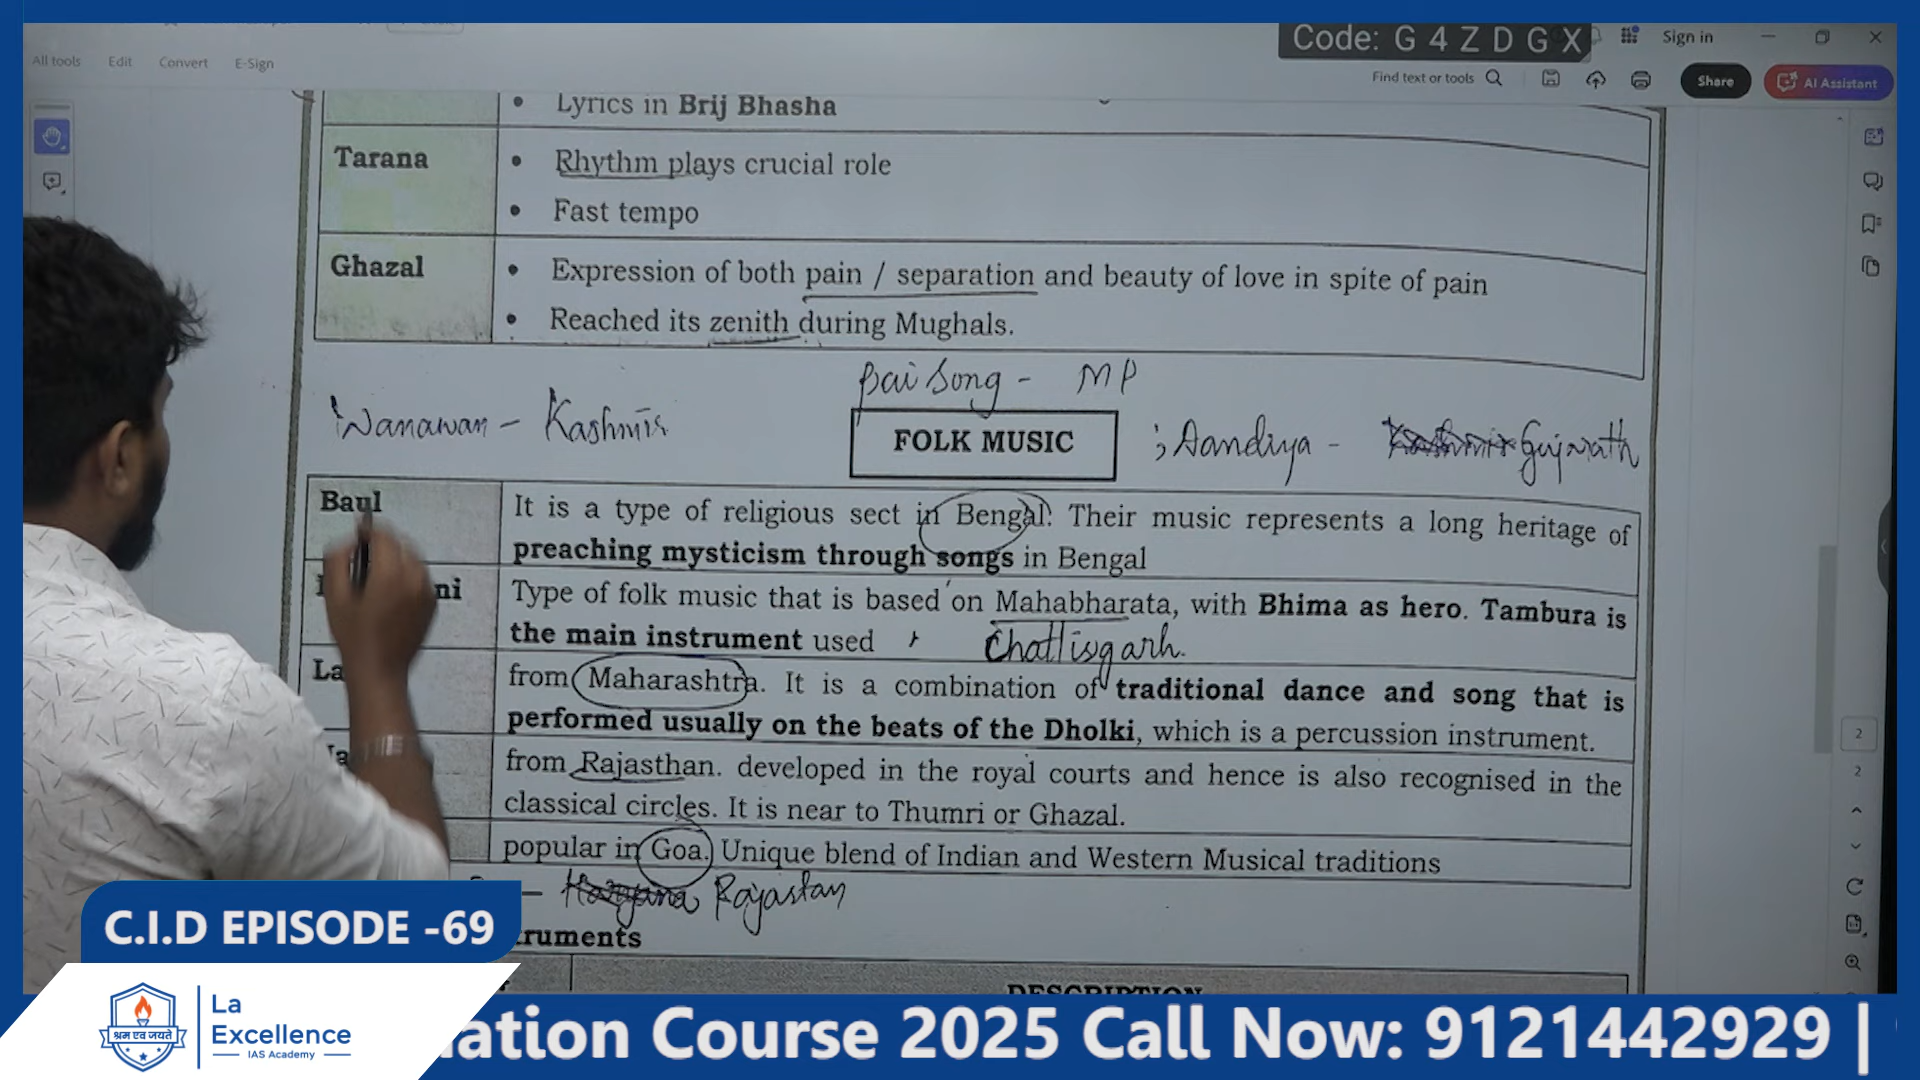 Code: G 4 Z D G X
Sign in
All tools Edit Convert E-Sign
Find text or tools
Share
AI Assistant
• Lyrics in Brij Bhasha
Tarana
• Rhythm plays crucial role
• Fast tempo
Ghazal
• Expression of both pain / separation and beauty of love in spite of pain
• Reached its zenith during Mughals.
Bai Song - MP
Wanawan - Kashmir
FOLK MUSIC
; Dandiya - Gujarath
Baul
It is a type of religious sect in Bengal. Their music represents a long heritage of
preaching mysticism through songs in Bengal
ni
Type of folk music that is based on Mahabharata, with Bhima as hero. Tambura is
the main instrument used
Chattisgarh.
La
from Maharashtra. It is a combination of traditional dance and song that is
performed usually on the beats of the Dholki, which is a percussion instrument.
from Rajasthan. developed in the royal courts and hence is also recognised in the
classical circles. It is near to Thumri or Ghazal.
popular in Goa. Unique blend of Indian and Western Musical traditions
– Haryana Rajastan
truments
DESCRIPTION
2
2
C.I.D EPISODE -69
श्रम एव जयते
La
Excellence
IAS Academy
ation Course 2025 Call Now: 9121442929 |